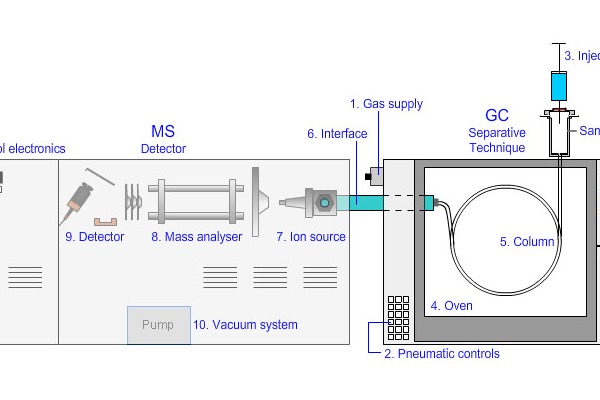 3. Injec
1. Gas supply
GC
MS
6. Interface
Separative
Technique
San
ol electronics
Detector
9. Detector
8. Mass analyser
7. Ion source
5. Column
4. Oven
Pump
10. Vacuum system
2. Pneumatic controls